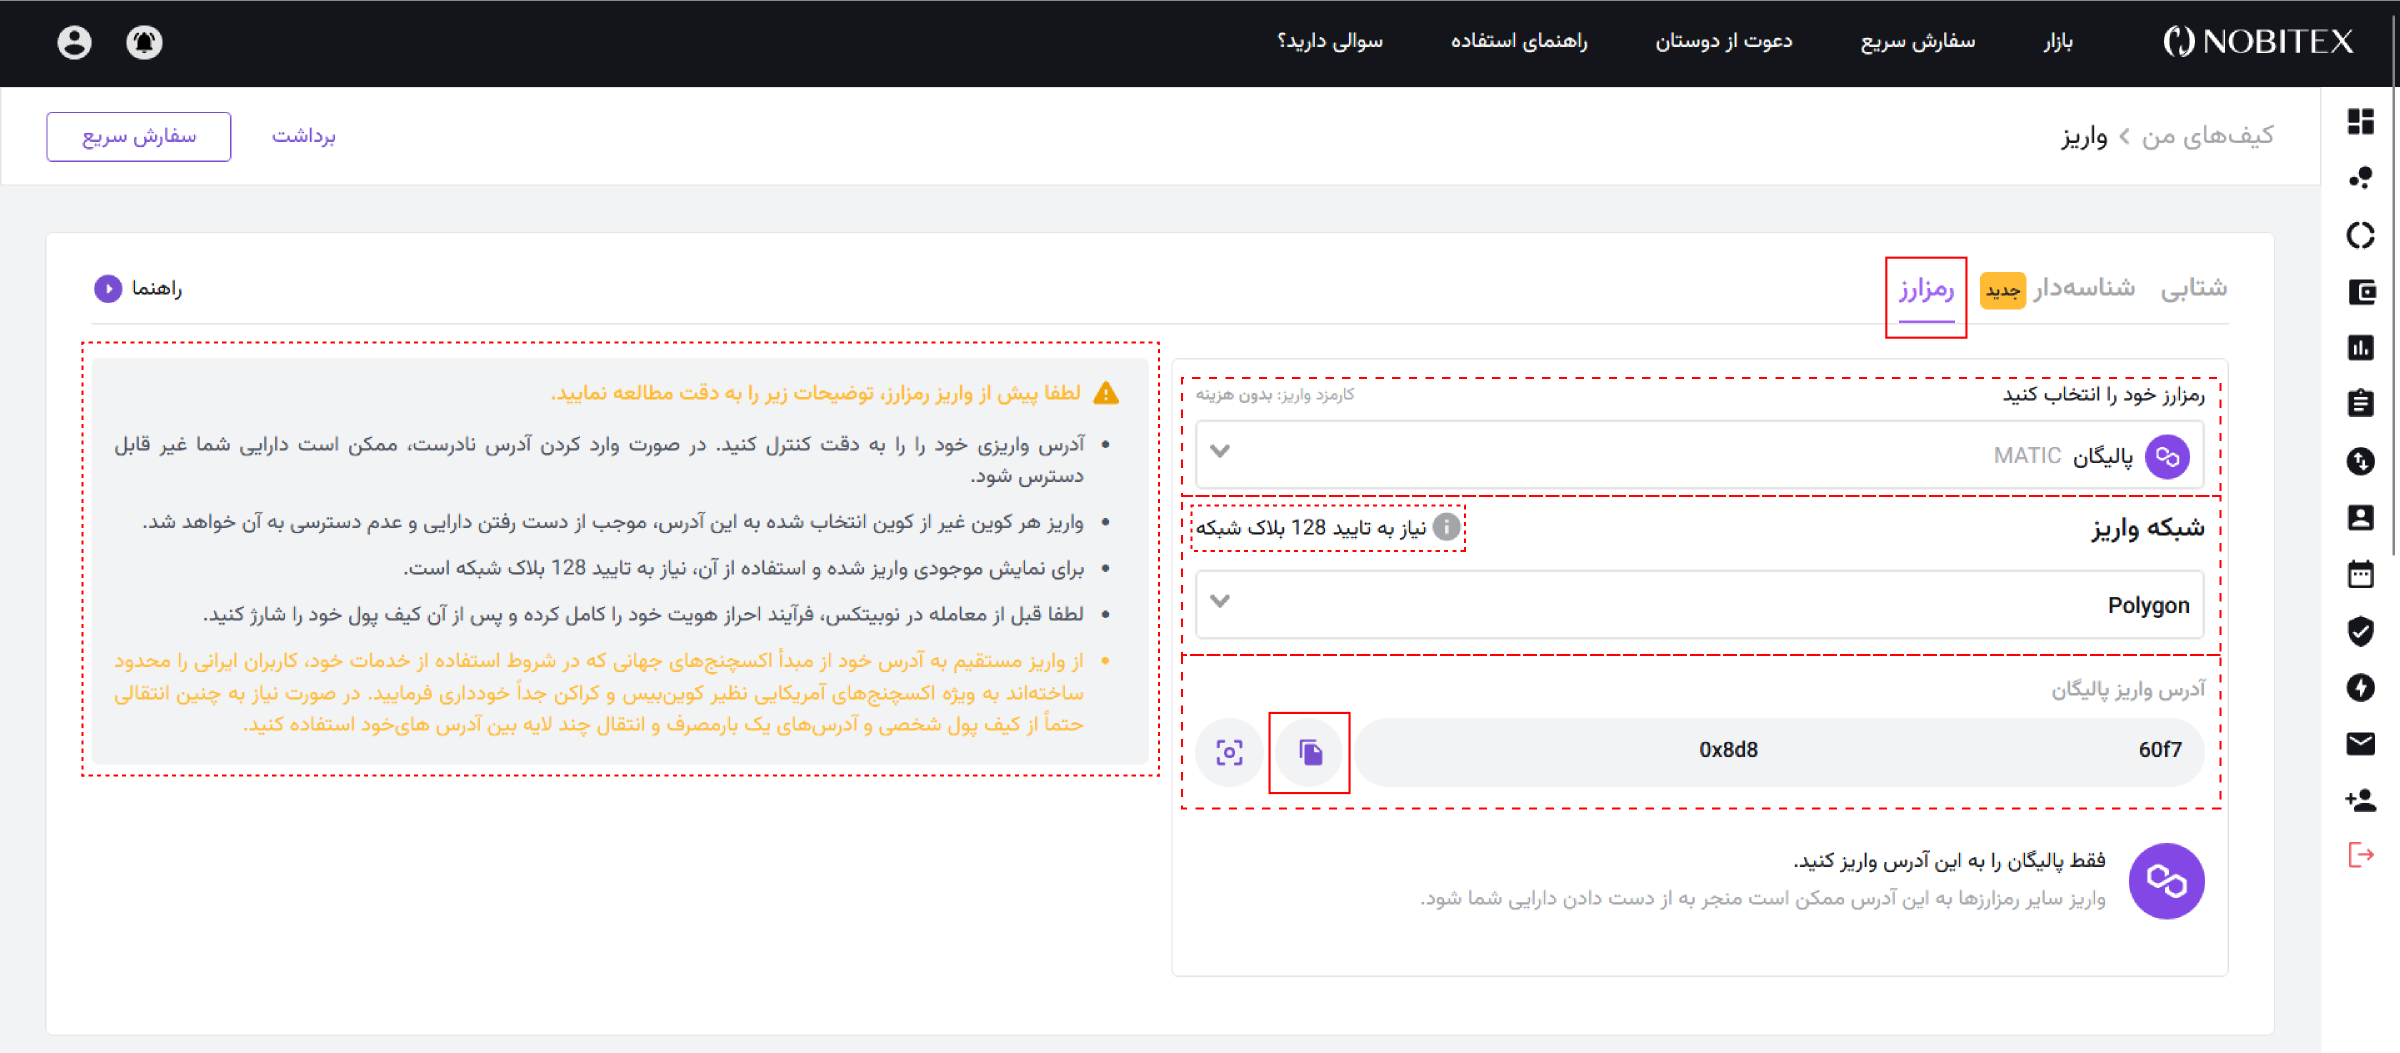 NOBITEX
بازار
سفارش سریع
دعوت از دوستان
راهنمای استفاده
سوالی دارید؟
کیف‌های من › واریز
برداشت
سفارش سریع
شتابی
شناسه‌دار جدید
رمزارز
راهنما
رمزارز خود را انتخاب کنید
کارمزد واریز: بدون هزینه
پالیگان MATIC
شبکه واریز
نیاز به تایید 128 بلاک شبکه
Polygon
آدرس واریز پالیگان
0x8d8 60f7
فقط پالیگان را به این آدرس واریز کنید.
واریز سایر رمزارزها به این آدرس ممکن است منجر به از دست دادن دارایی شما شود.
لطفا پیش از واریز رمزارز، توضیحات زیر را به دقت مطالعه نمایید.
• آدرس واریزی خود را را به دقت کنترل کنید. در صورت وارد کردن آدرس نادرست، ممکن است دارایی شما غیر قابل
دسترس شود.
• واریز هر کوین غیر از کوین انتخاب شده به این آدرس، موجب از دست رفتن دارایی و عدم دسترسی به آن خواهد شد.
• برای نمایش موجودی واریز شده و استفاده از آن، نیاز به تایید 128 بلاک شبکه است.
• لطفا قبل از معامله در نوبیتکس، فرآیند احراز هویت خود را کامل کرده و پس از آن کیف پول خود را شارژ کنید.
• از واریز مستقیم به آدرس خود از مبدأ اکسچنج‌های جهانی که در شروط استفاده از خدمات خود، کاربران ایرانی را محدود
ساخته‌اند به ویژه اکسچنج‌های آمریکایی نظیر کوین‌بیس و کراکن جداً خودداری فرمایید. در صورت نیاز به چنین انتقالی
حتماً از کیف پول شخصی و آدرس‌های یک بارمصرف و انتقال چند لایه بین آدرس های‌خود استفاده کنید.